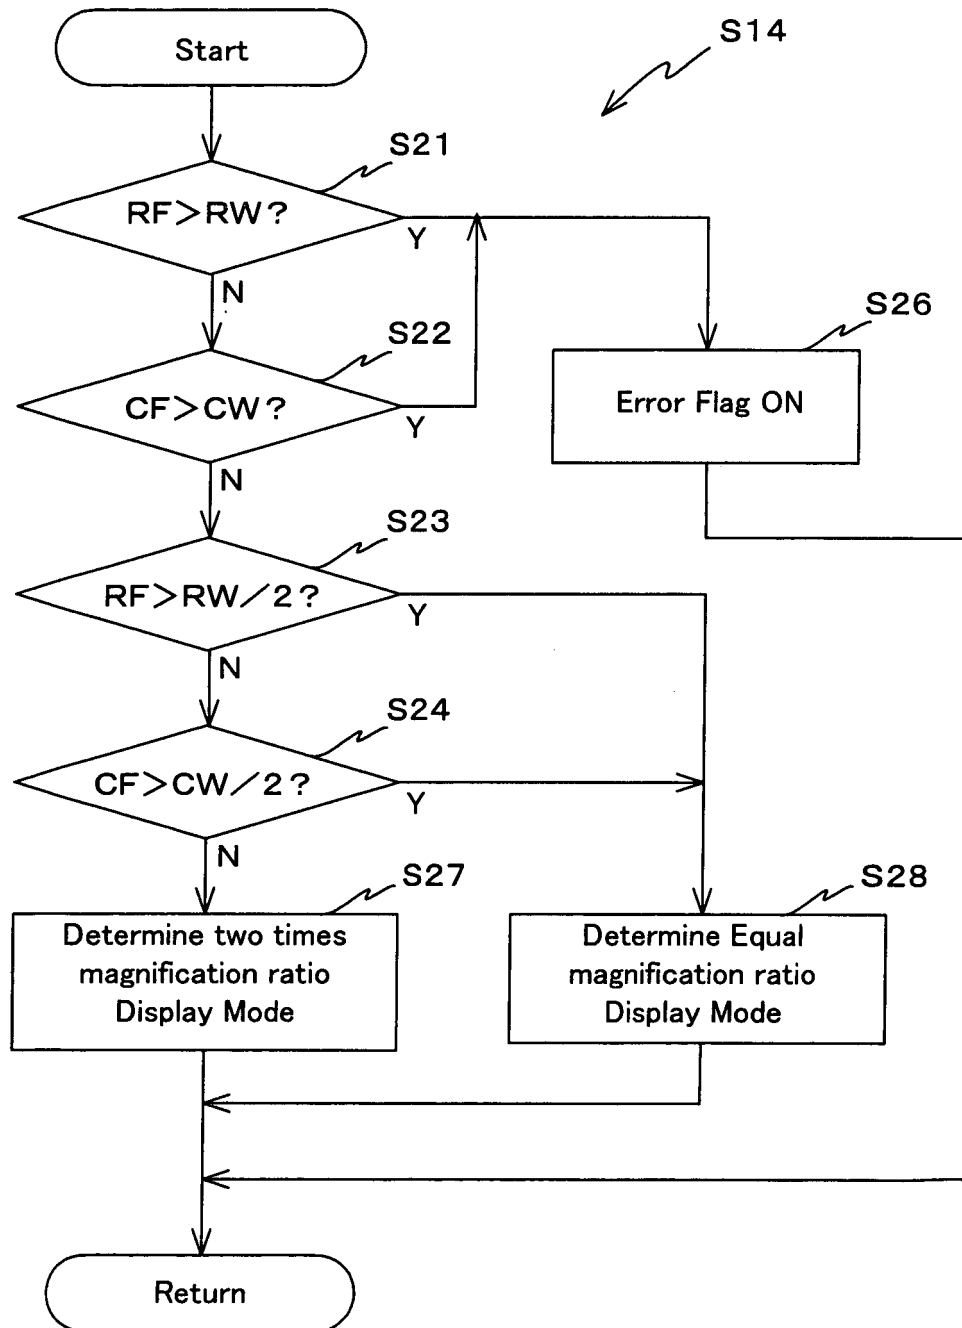 Start
S14
S21
RF>RW?
Y
N
S22
S26
CF>CW?
Y
Error Flag ON
N
S23
RF>RW/2?
Y
N
S24
CF>CW/2?
Y
N
S27
S28
Determine two times
magnification ratio
Display Mode
Determine Equal
magnification ratio
Display Mode
Return